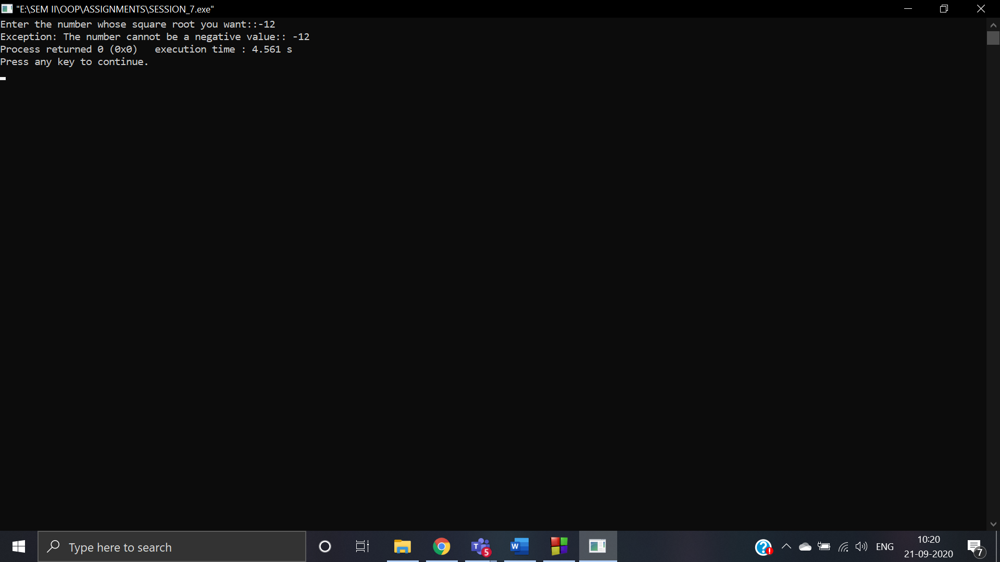 "E:\SEM II\OOP\ASSIGNMENTS\SESSION_7.exe"
Enter the number whose square root you want::-12
Exception: The number cannot be a negative value:: -12
Process returned 0 (0x0)   execution time : 4.561 s
Press any key to continue.
Type here to search
T
5
W
?
!
ENG
10:20
21-09-2020
7